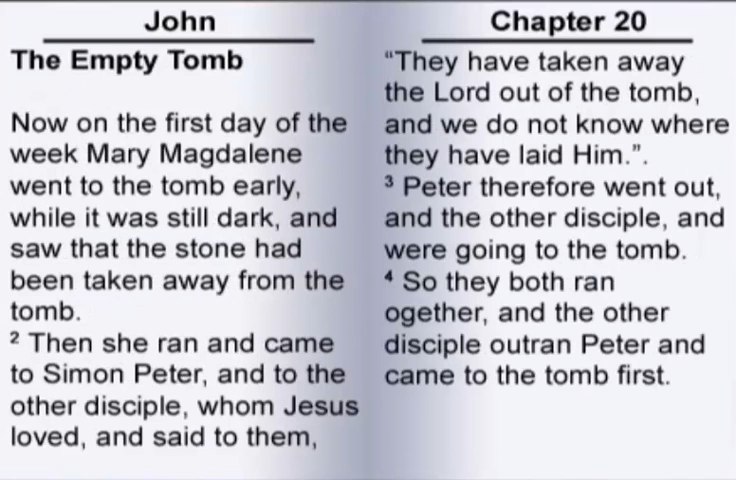 John
The Empty Tomb
Now on the first day of the
week Mary Magdalene
went to the tomb early,
while it was still dark, and
saw that the stone had
been taken away from the
tomb.
² Then she ran and came
to Simon Peter, and to the
other disciple, whom Jesus
loved, and said to them,
Chapter 20
“They have taken away
the Lord out of the tomb,
and we do not know where
they have laid Him.”.
³ Peter therefore went out,
and the other disciple, and
were going to the tomb.
⁴ So they both ran
ogether, and the other
disciple outran Peter and
came to the tomb first.